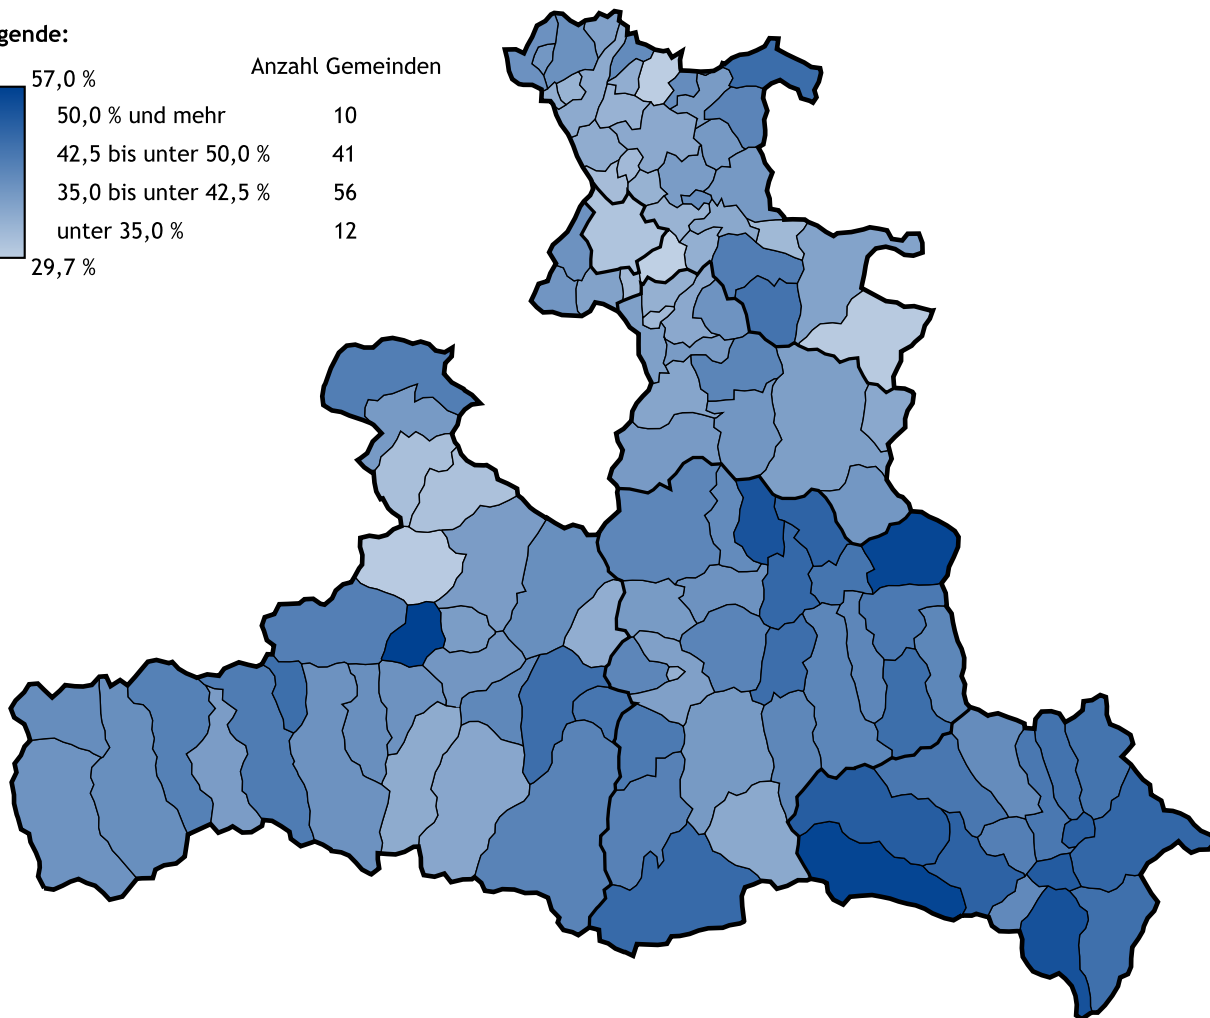 gende:
Anzahl Gemeinden
57,0 %
50,0 % und mehr 10
42,5 bis unter 50,0 % 41
35,0 bis unter 42,5 % 56
unter 35,0 % 12
29,7 %